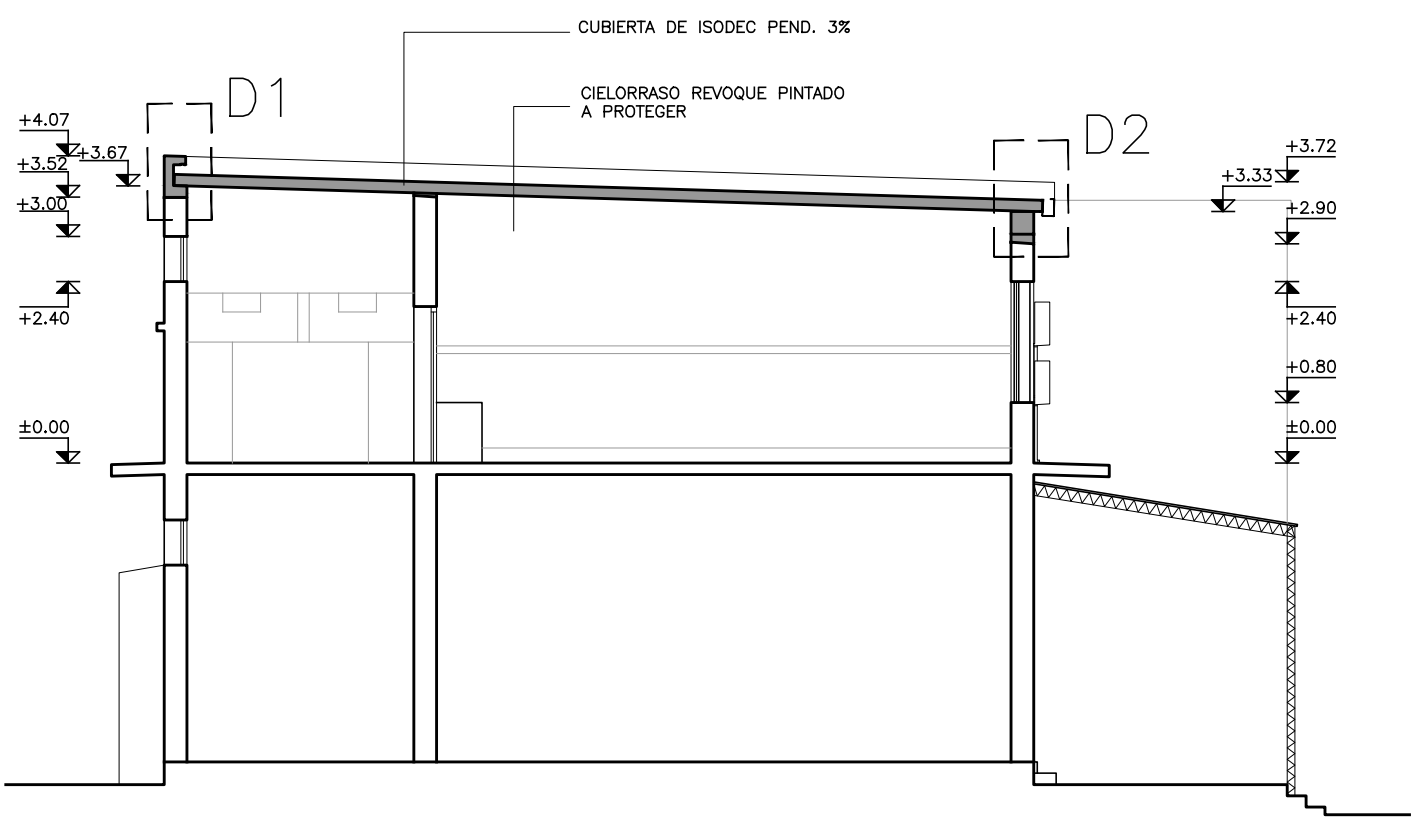 CUBIERTA DE ISODEC PEND. 3%
D1
CIELORRASO REVOQUE PINTADO
A PROTEGER
D2
+4.07
+3.67
+3.52
+3.00
+2.40
±0.00
+3.72
+3.33
+2.90
+2.40
+0.80
±0.00